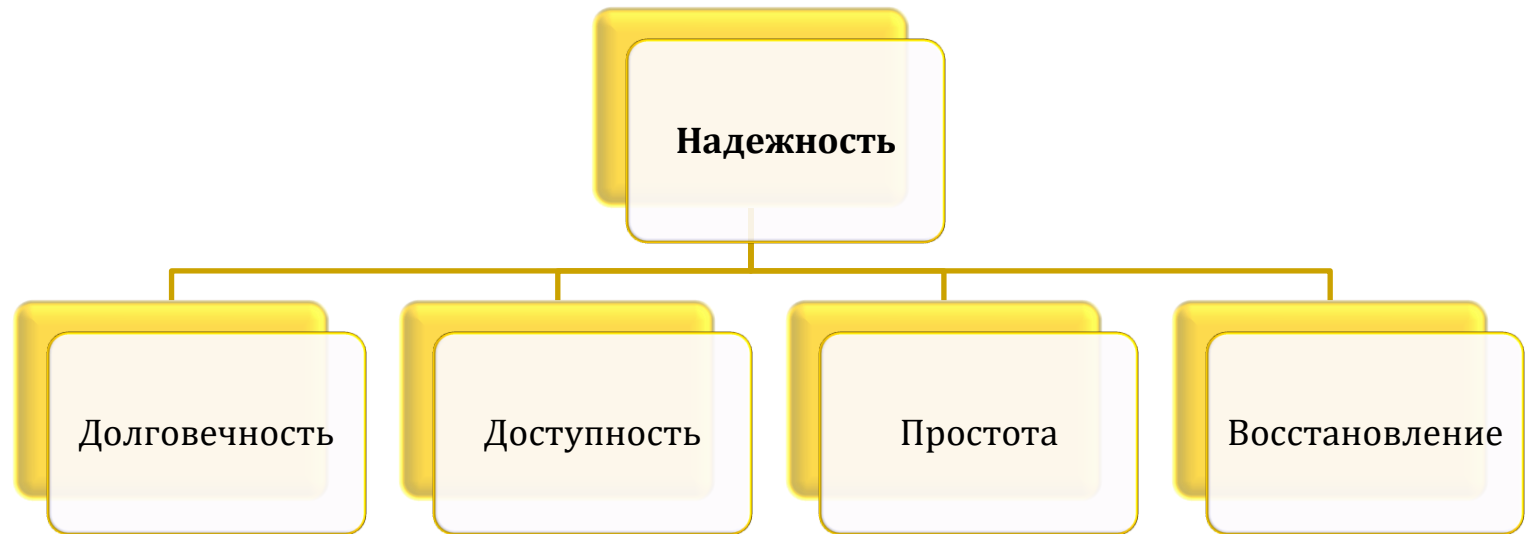 Надежность
Долговечность
Доступность
Простота
Восстановление